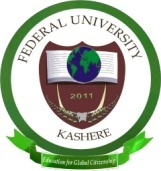 FEDERAL UNIVERSITY
2011
KASHERE
Education for Global Citizenship